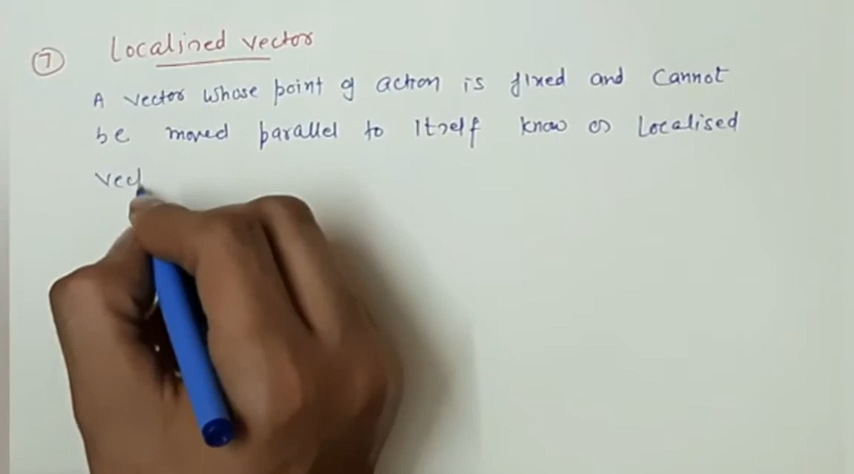 7 Localised vector
A vector whose point of action is fixed and cannot
be moved parallel to itself know as Localised
vect